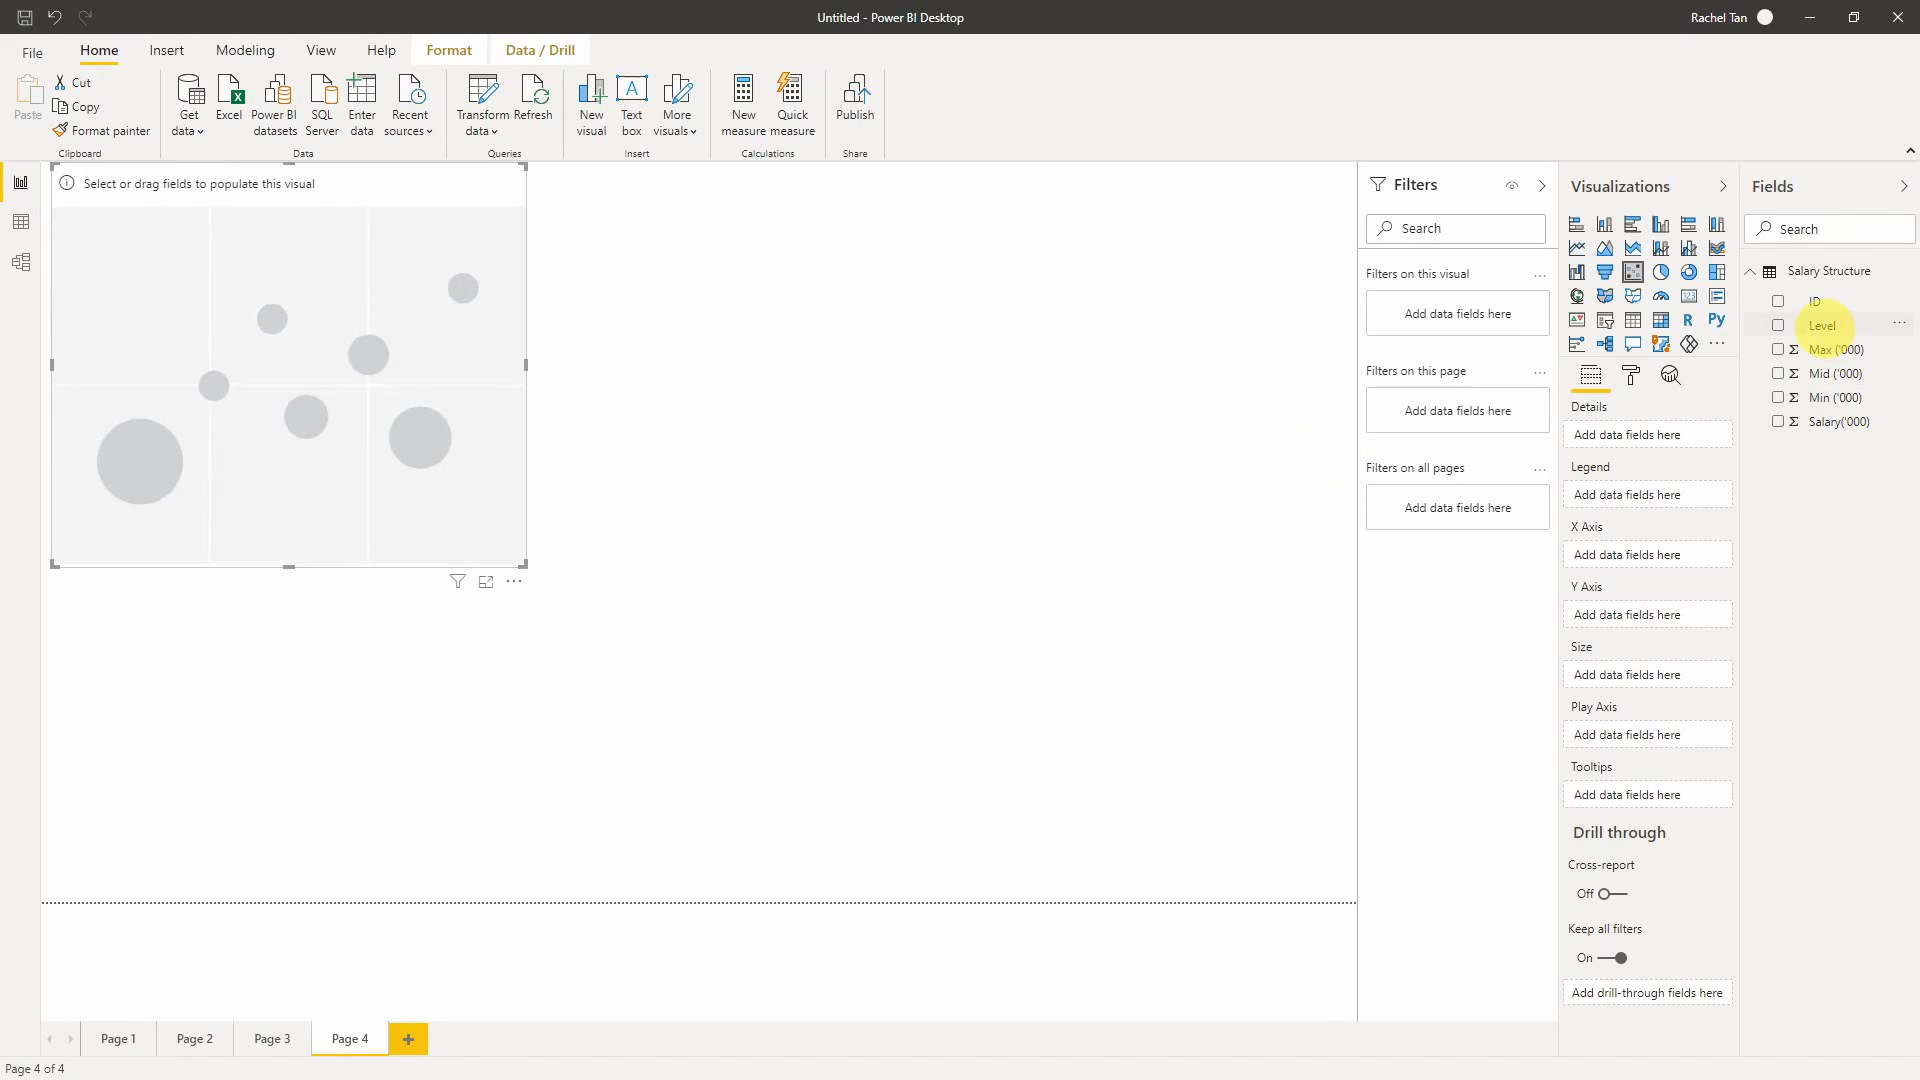 Untitled - Power BI Desktop
Rachel Tan
File
Home
Insert
Modeling
View
Help
Format
Data / Drill
Paste
Cut
Copy
Format painter
Clipboard
Get data
Excel
Power BI datasets
SQL Server
Enter data
Recent sources
Data
Transform data
Refresh
Queries
New visual
A
Text box
More visuals
Insert
New measure
Quick measure
Calculations
Publish
Share
Select or drag fields to populate this visual
Filters
Search
Filters on this visual
...
Add data fields here
Filters on this page
...
Add data fields here
Filters on all pages
...
Add data fields here
Visualizations
123
R
Py
...
Details
Add data fields here
Legend
Add data fields here
X Axis
Add data fields here
Y Axis
Add data fields here
Size
Add data fields here
Play Axis
Add data fields here
Tooltips
Add data fields here
Drill through
Cross-report
Off
Keep all filters
On
Add drill-through fields here
Fields
Search
Salary Structure
ID
Level
...
Σ Max ('000)
Σ Mid ('000)
Σ Min ('000)
Σ Salary('000)
Page 1
Page 2
Page 3
Page 4
+
Page 4 of 4